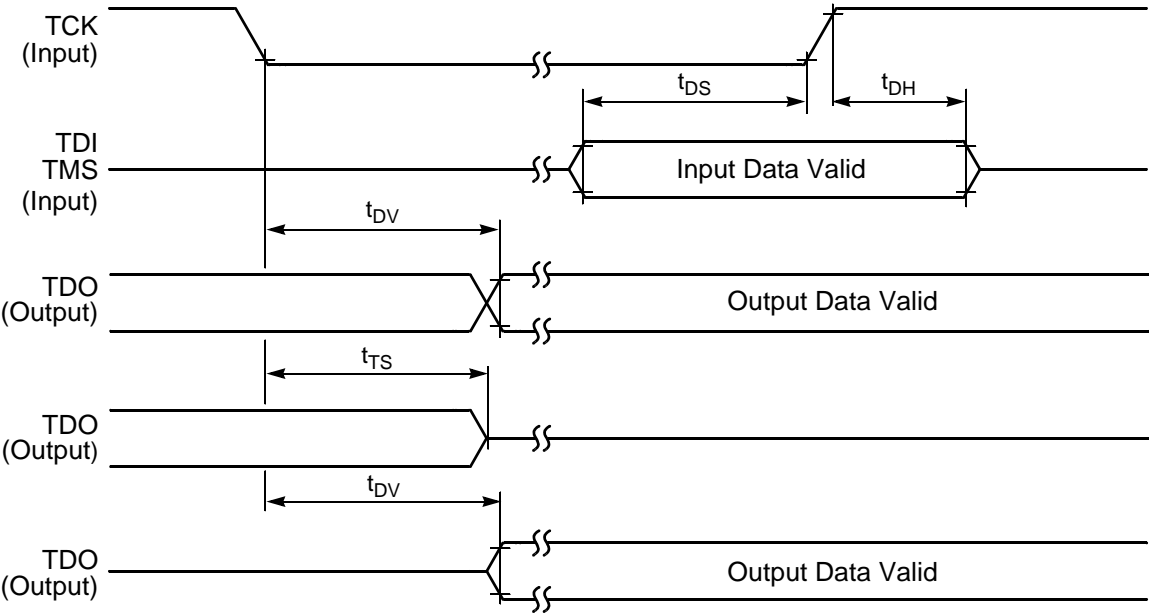 TCK
(Input)
tDS
tDH
TDI
TMS
(Input)
Input Data Valid
tDV
TDO
(Output)
Output Data Valid
tTS
TDO
(Output)
tDV
TDO
(Output)
Output Data Valid